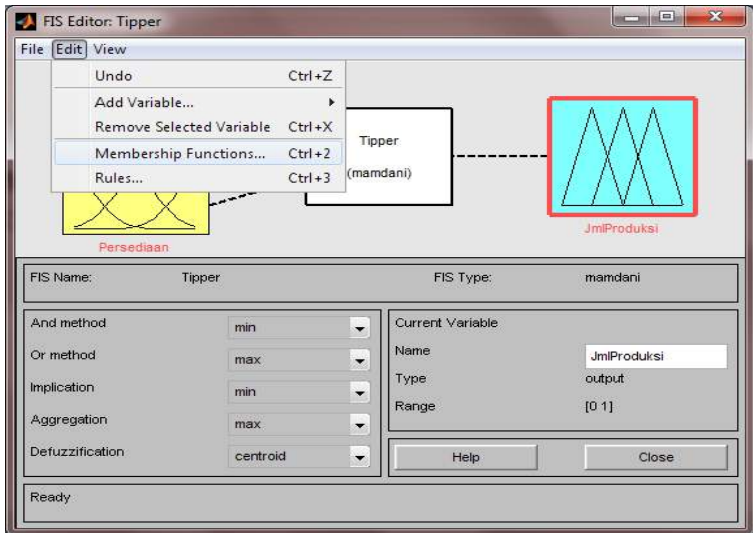 FIS Editor: Tipper
File Edit View
Undo Ctrl+Z
Add Variable...
Remove Selected Variable Ctrl+X
Membership Functions... Ctrl+2
Rules... Ctrl+3
Tipper
(mamdani)
Persediaan
JmlProduksi
FIS Name: Tipper FIS Type: mamdani
And method min
Or method max
Implication min
Aggregation max
Defuzzification centroid
Current Variable
Name JmlProduksi
Type output
Range [0 1]
Help Close
Ready